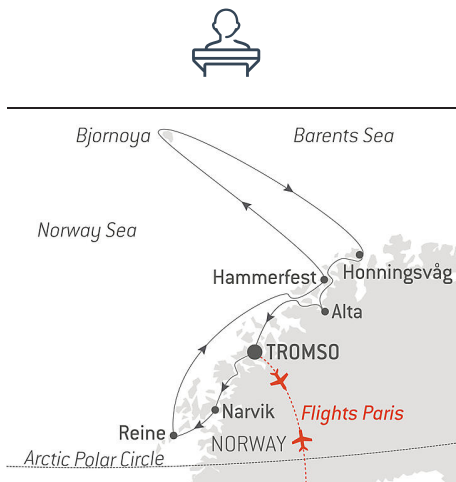 Bjornoya
Barents Sea
Norway Sea
Hammerfest
Honningsvåg
Alta
TROMSO
Narvik
Flights Paris
Reine
NORWAY
Arctic Polar Circle